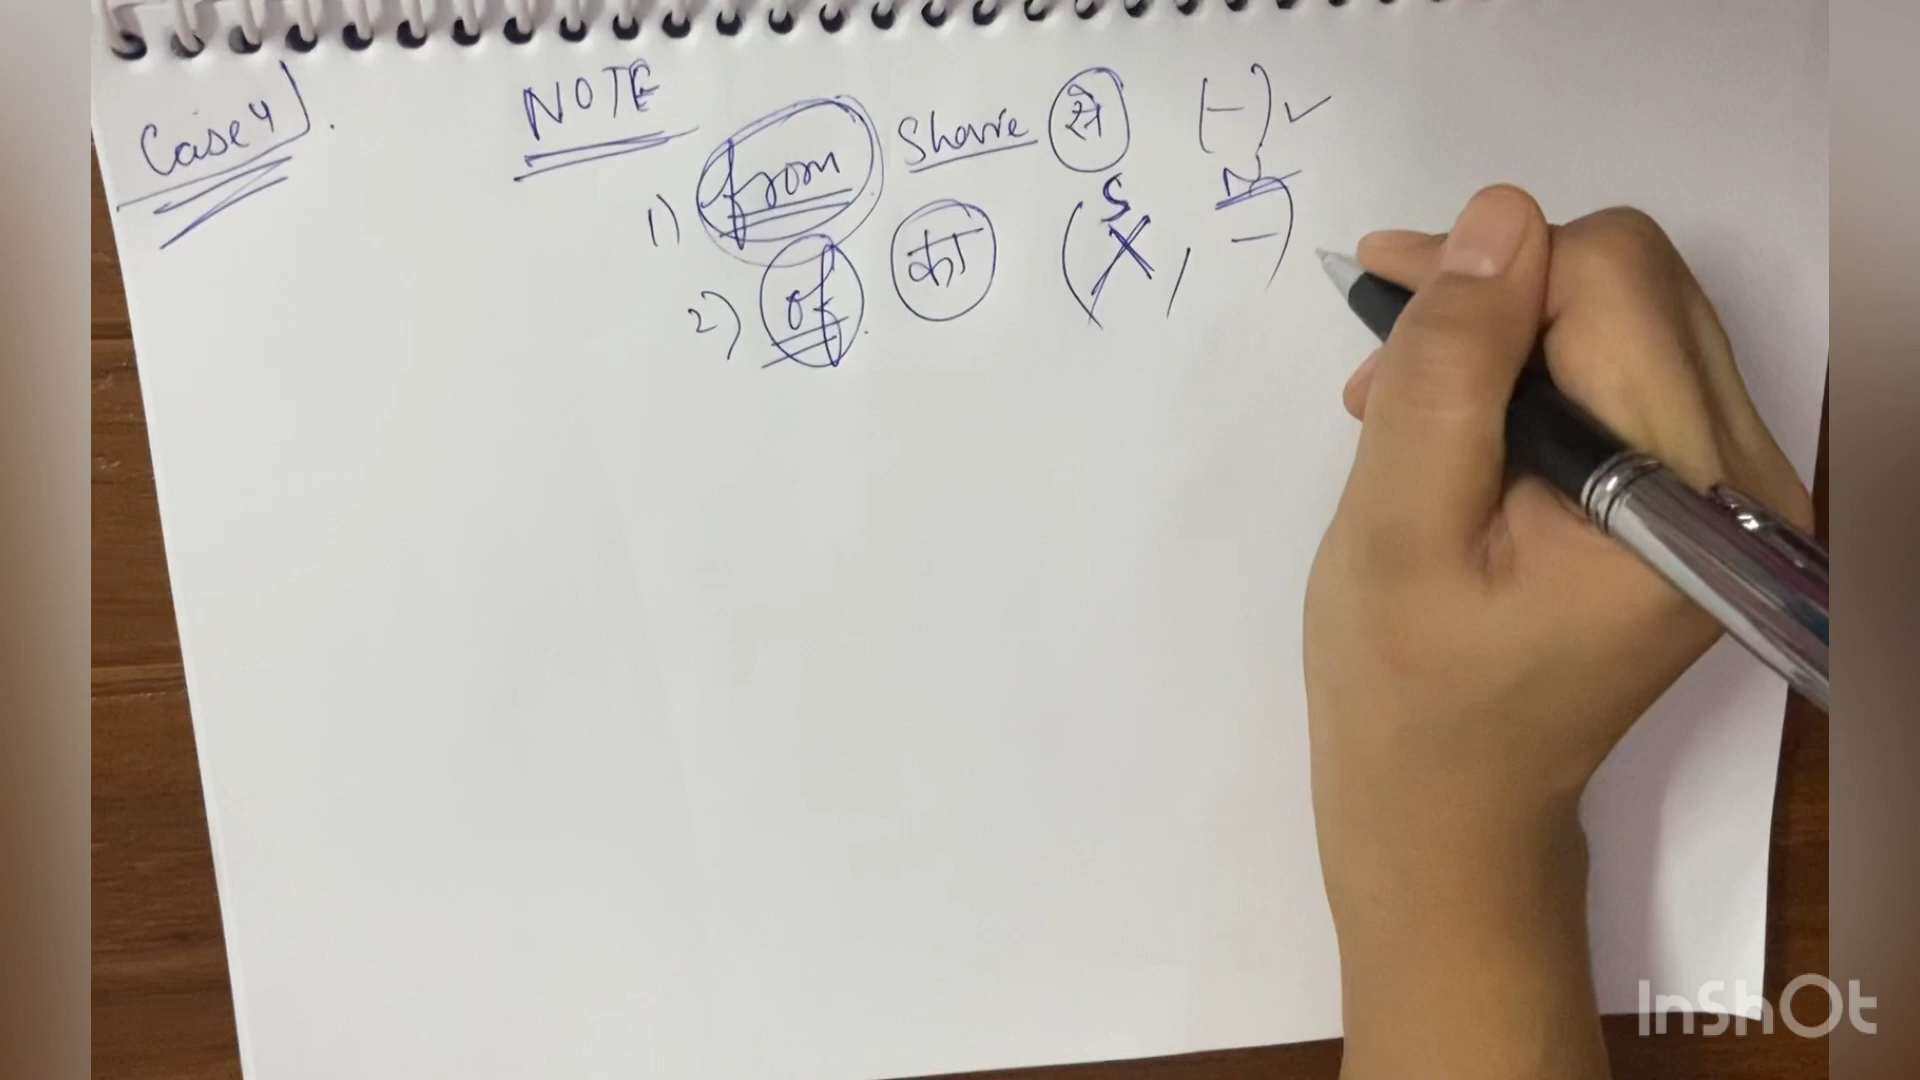 Case 4) .
NOTE
1) from Share से (-) ✓
S N
2) of . का (X, -)
InShOt